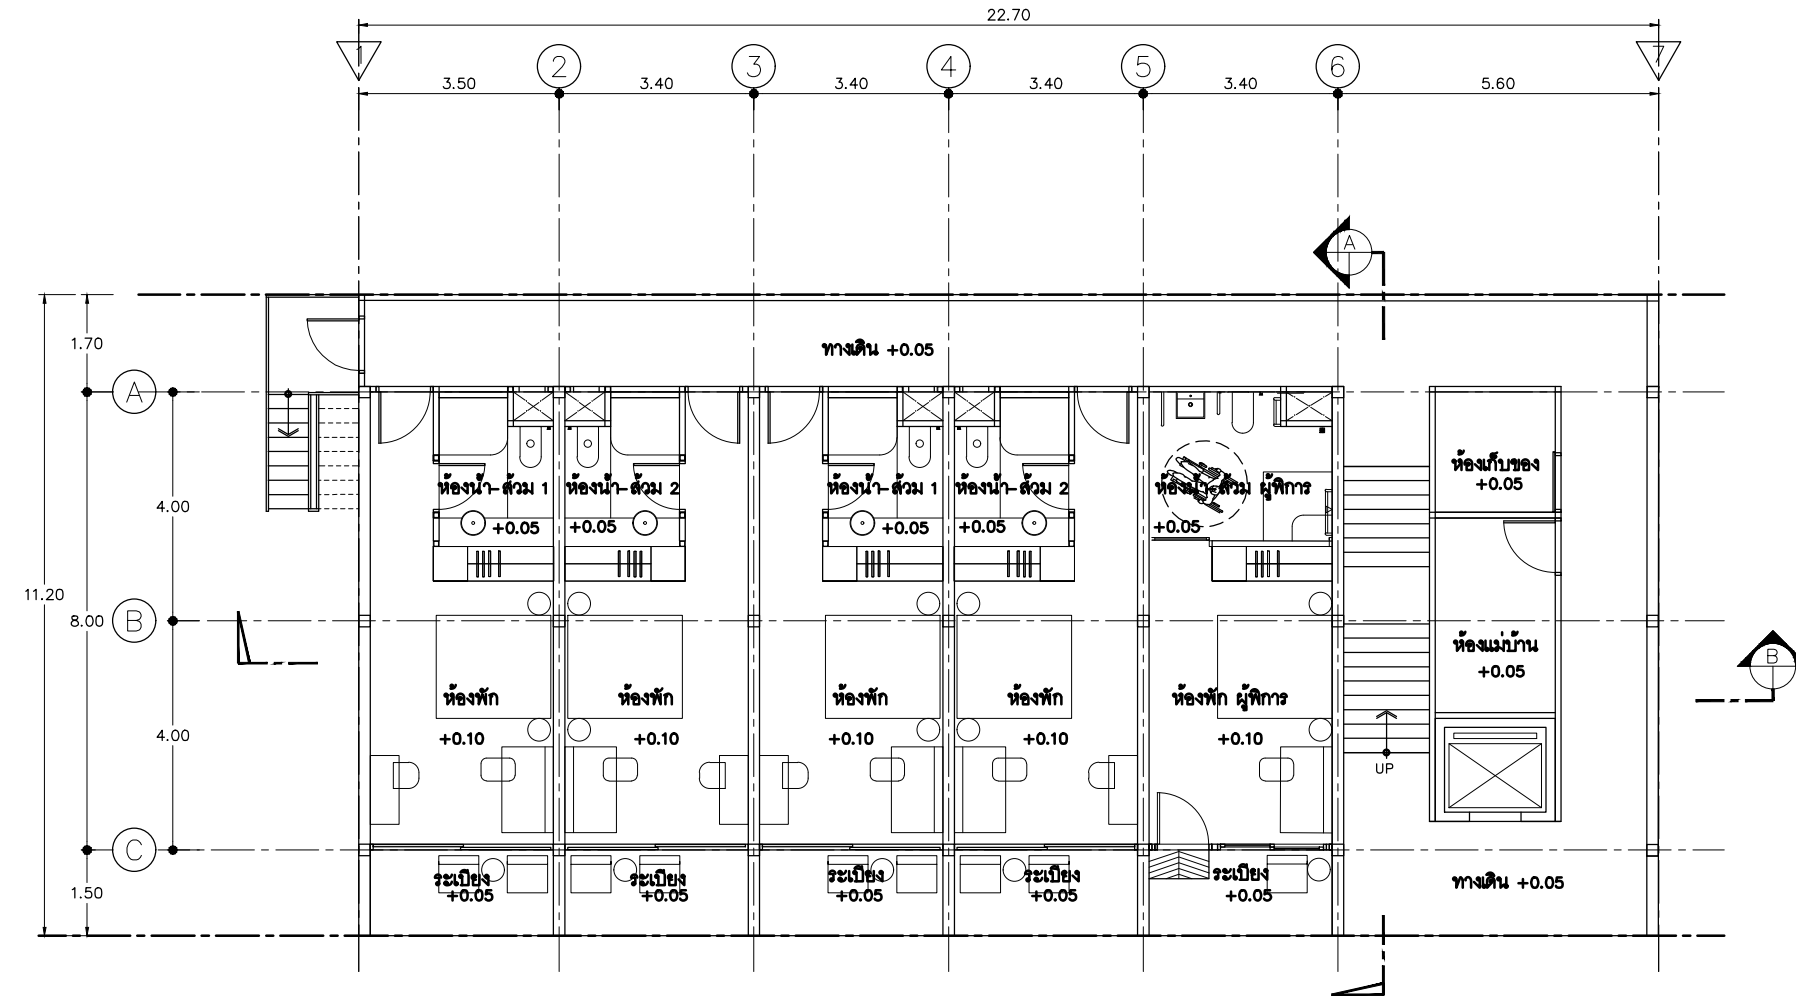 22.70
1
2
3
4
5
6
7
3.50
3.40
3.40
3.40
3.40
5.60
A
1.70
ทางเดิน +0.05
A
ห้องเก็บของ
+0.05
ห้องน้ำ-ส้วม 1
ห้องน้ำ-ส้วม 2
ห้องน้ำ-ส้วม 1
ห้องน้ำ-ส้วม 2
ห้องน้ำ-ส้วม ผู้พิการ
4.00
+0.05
+0.05
+0.05
+0.05
+0.05
11.20
8.00
B
ห้องแม่บ้าน
+0.05
B
ห้องพัก
ห้องพัก
ห้องพัก
ห้องพัก
ห้องพัก ผู้พิการ
4.00
+0.10
+0.10
+0.10
+0.10
+0.10
UP
C
ระเบียง
ระเบียง
ระเบียง
ระเบียง
ระเบียง
1.50
+0.05
+0.05
+0.05
+0.05
+0.05
ทางเดิน +0.05